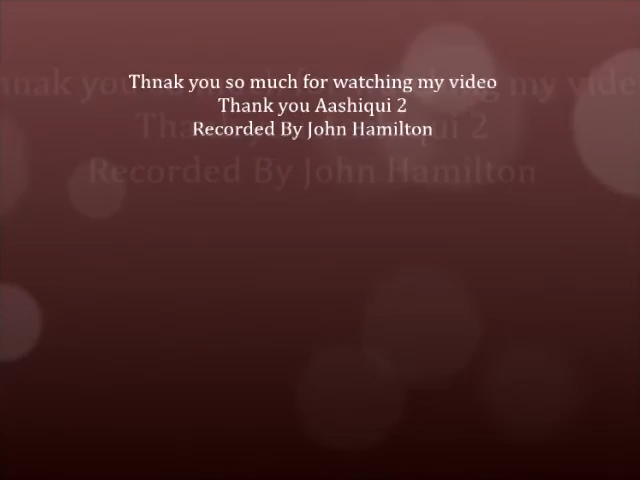 Thnak you so much for watching my video
Thank you Aashiqui 2
Recorded By John Hamilton